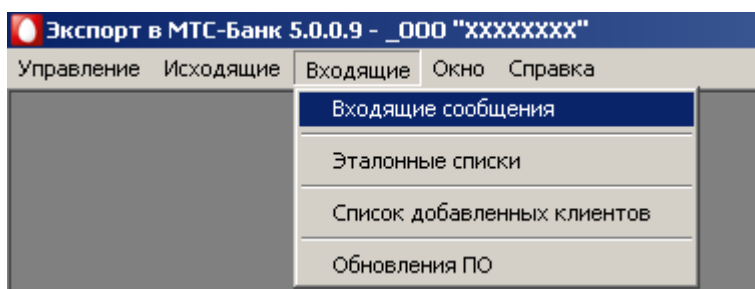 Экспорт в МТС-Банк 5.0.0.9 - _ООО "XXXXXXXX"
Управление Исходящие Входящие Окно Справка
Входящие сообщения
Эталонные списки
Список добавленных клиентов
Обновления ПО